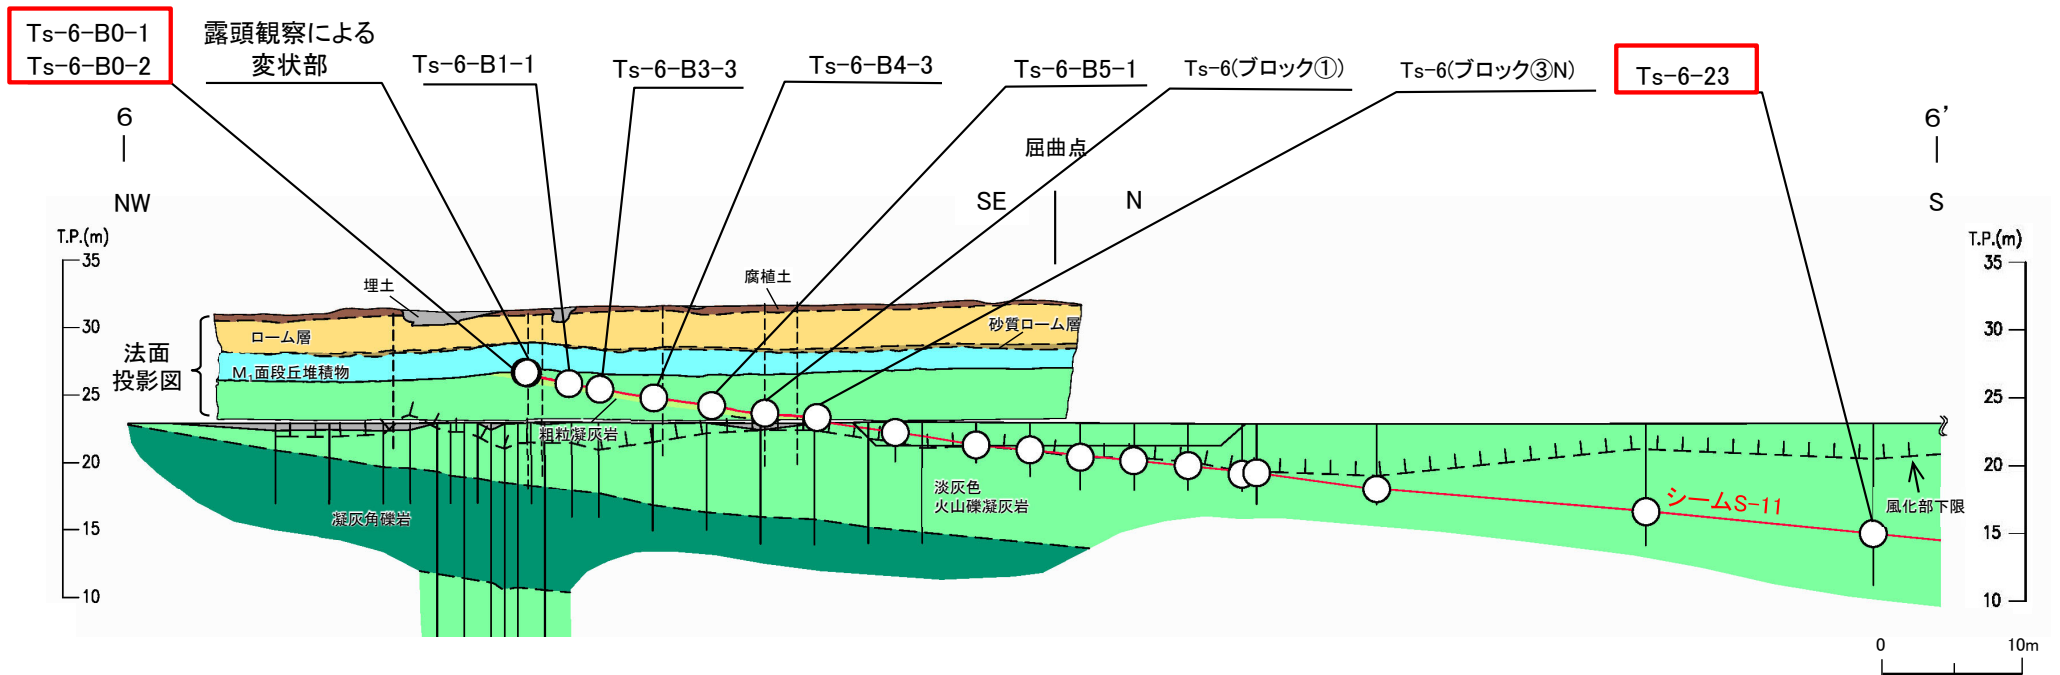 Ts-6-B0-1
Ts-6-B0-2
露頭観察による
変状部
Ts-6-B1-1
Ts-6-B3-3
Ts-6-B4-3
Ts-6-B5-1
Ts-6(ブロック①)
Ts-6(ブロック③N)
Ts-6-23
6
NW
屈曲点
SE
N
6'
S
T.P.(m)
35
30
25
20
15
10
T.P.(m)
35
30
25
20
15
10
法面
投影図
埋土
腐植土
ローム層
砂質ローム層
M₁面段丘堆積物
粗粒凝灰岩
凝灰角礫岩
淡灰色
火山礫凝灰岩
シームS-11
風化部下限
0
10m